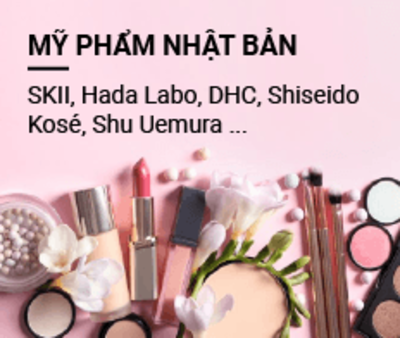 MỸ PHẨM NHẬT BẢN
SKII, Hada Labo, DHC, Shiseido
Kosé, Shu Uemura ...